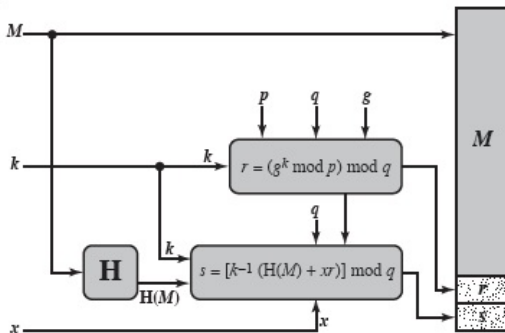 M
p
q
g
M
k
k
r = (g^k mod p) mod q
q
k
s = [k^–1 (H(M) + xr)] mod q
H
H(M)
r
x
s
x